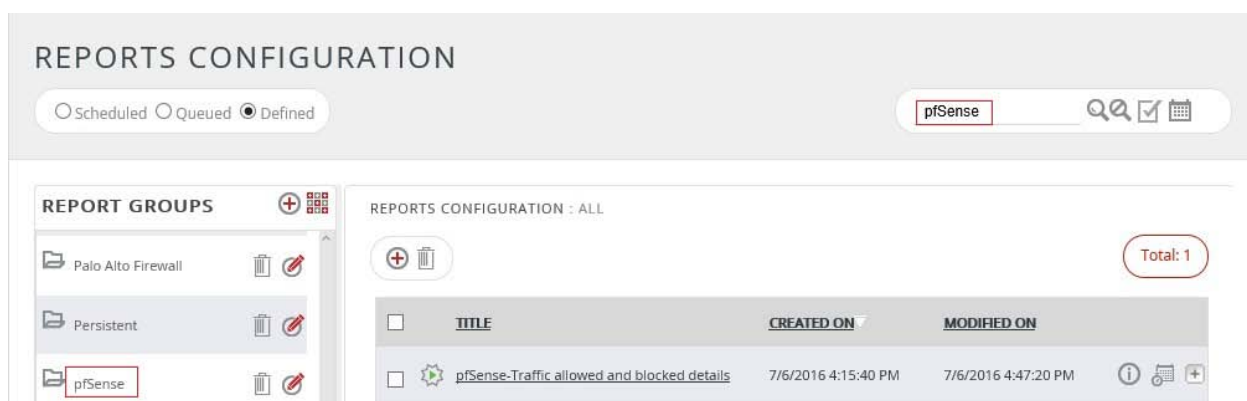 REPORTS CONFIGURATION
Scheduled Queued Defined
pfSense
REPORT GROUPS
Palo Alto Firewall
Persistent
pfSense
REPORTS CONFIGURATION : ALL
Total: 1
TITLE CREATED ON MODIFIED ON
pfSense-Traffic allowed and blocked details 7/6/2016 4:15:40 PM 7/6/2016 4:47:20 PM